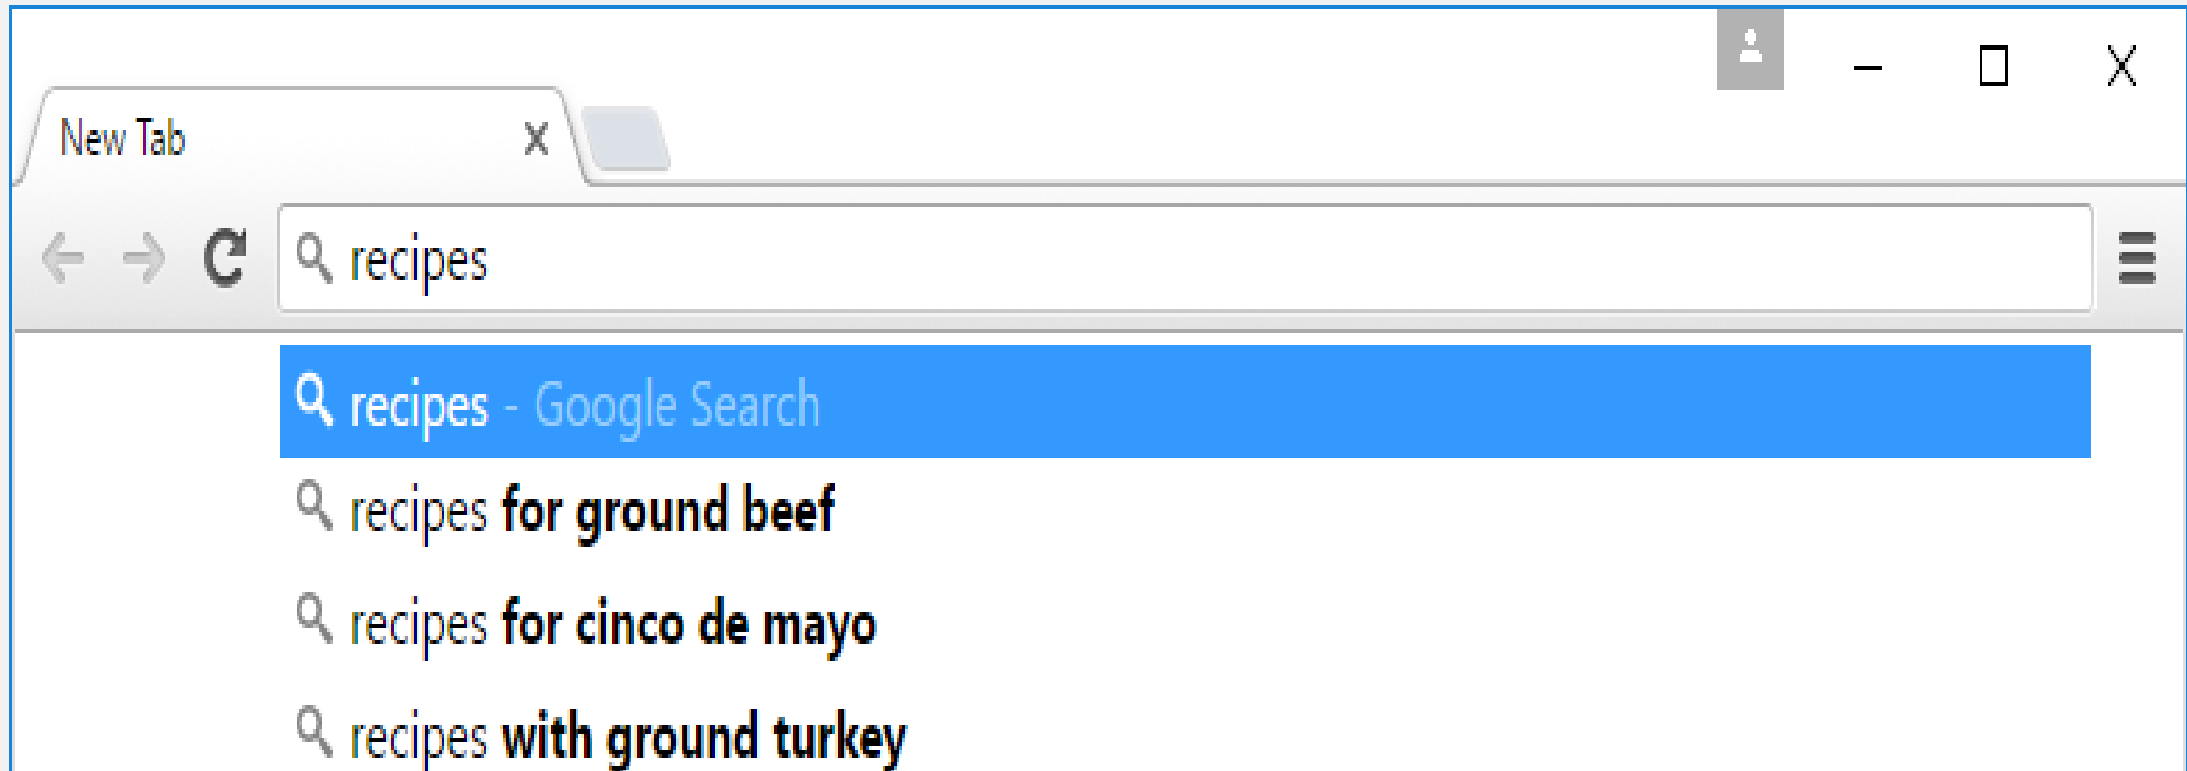 New Tab
recipes
recipes - Google Search
recipes for ground beef
recipes for cinco de mayo
recipes with ground turkey